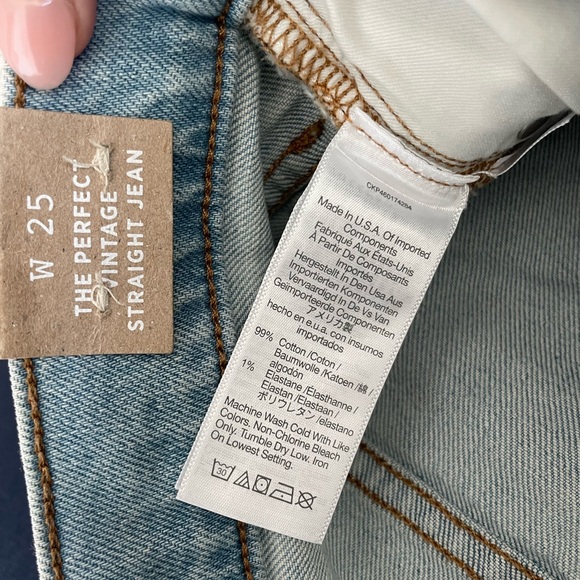 W 25
THE PERFECT
VINTAGE
STRAIGHT JEAN
CKP46017429A
Made In U.S.A. Of Imported
Components
Fabriqué Aux Etats-Unis
À Partir De Composants
Importés
Hergestellt In Den Usa Aus
Importierten Komponenten
Vervaardigd In De Vs Van
Geimporteerde Componenten
アメリカ製
hecho en e.u.a. con insumos
importados
99% Cotton /Coton/
Baumwolle / Katoen / 綿 /
algodón
1% Elastane /Élasthanne /
Elastan /Elastaan /
ポリウレタン / elastano
Machine Wash Cold With Like
Colors. Non-Chlorine Bleach
Only. Tumble Dry Low. Iron
On Lowest Setting.
30